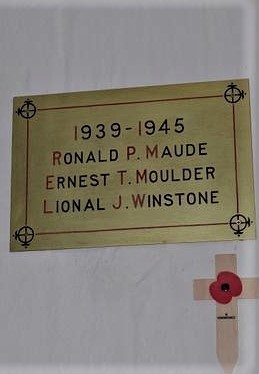 1939-1945
RONALD P. MAUDE
ERNEST T. MOULDER
LIONAL J. WINSTONE